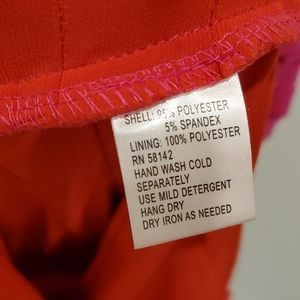 SHELL: 95% POLYESTER
5% SPANDEX
LINING: 100% POLYESTER
RN 58142
HAND WASH COLD
SEPARATELY
USE MILD DETERGENT
HANG DRY
DRY IRON AS NEEDED